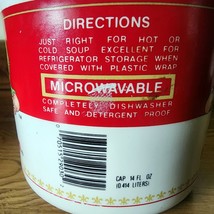 DIRECTIONS
JUST RIGHT FOR HOT OR
COLD SOUP. EXCELLENT FOR
REFRIGERATOR STORAGE WHEN
COVERED WITH PLASTIC WRAP
MICROWAVABLE
COMPLETELY DISHWASHER
SAFE AND DETERGENT PROOF
CAP 14 FL OZ
(0.414 LITERS)